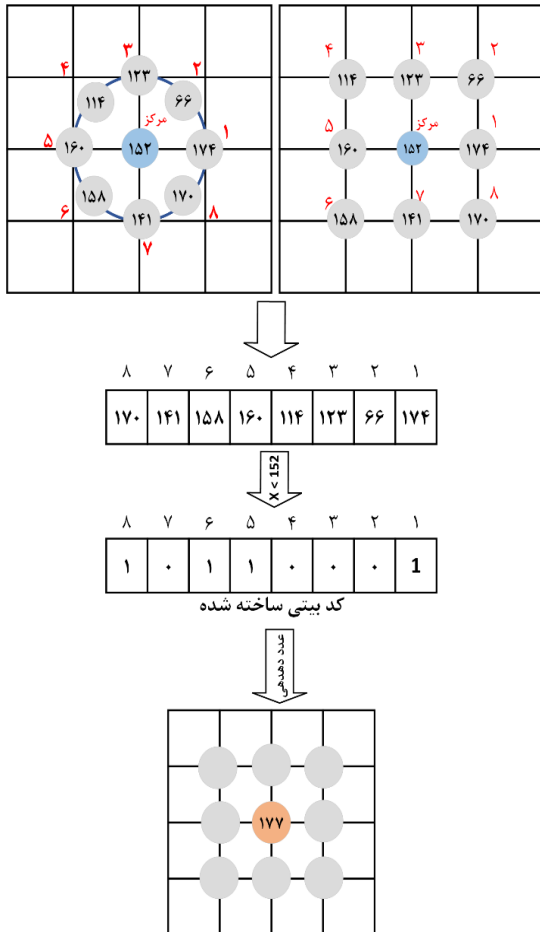 ۳
۴ ۲
۱۲۳
۱۱۴ ۶۶
مرکز
۵ ۱۶۰ ۱۵۲ ۱۷۴ ۱
۱۵۸ ۱۷۰
۶ ۱۴۱ ۸
۷
۴ ۳ ۲
۱۱۴ ۱۲۳ ۶۶
۵ مرکز ۱
۱۶۰ ۱۵۲ ۱۷۴
۶ ۷ ۸
۱۵۸ ۱۴۱ ۱۷۰
۸ ۷ ۶ ۵ ۴ ۳ ۲ ۱
۱۷۰ ۱۴۱ ۱۵۸ ۱۶۰ ۱۱۴ ۱۲۳ ۶۶ ۱۷۴
X < 152
۸ ۷ ۶ ۵ ۴ ۳ ۲ ۱
۱ ۰ ۱ ۱ ۰ ۰ ۰ 1
کد بیتی ساخته شده
عدد دهدهی
۱۷۷